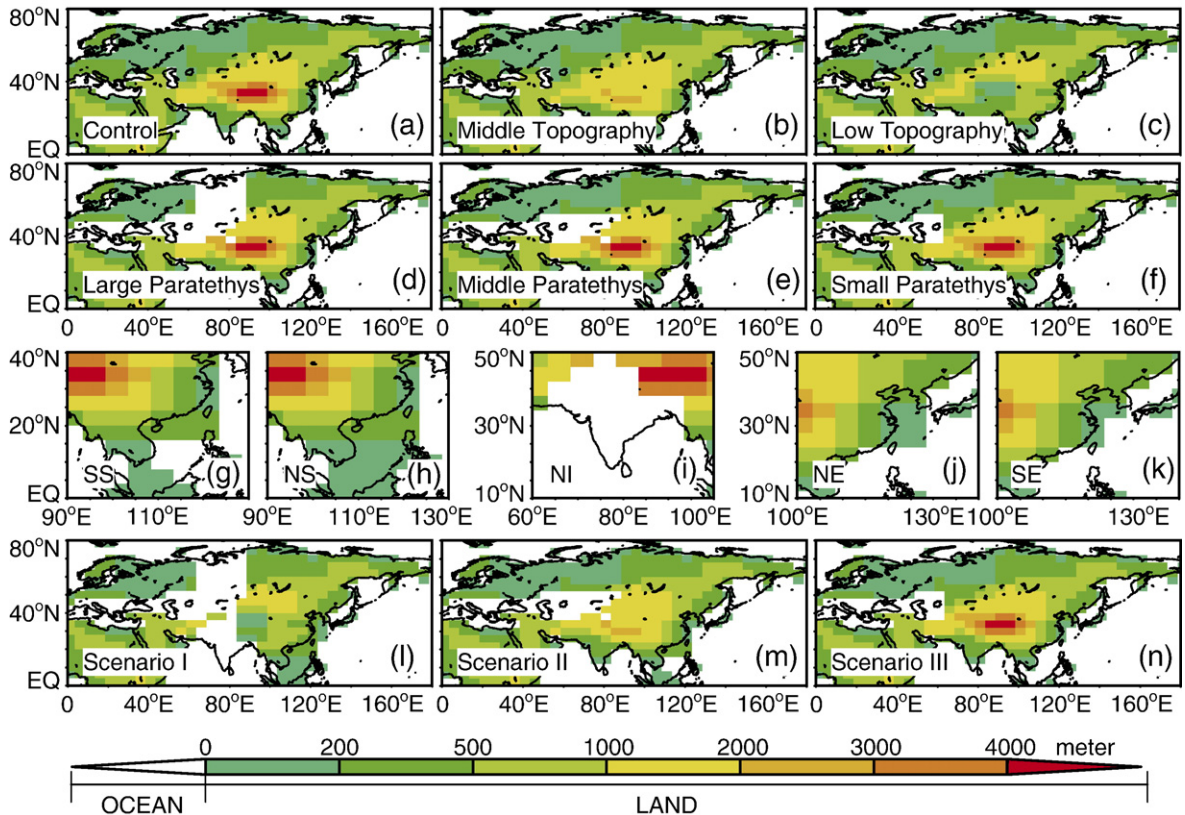 80°N
40°N
EQ
Control
(a)
Middle Topography
(b)
Low Topography
(c)
80°N
40°N
EQ
Large Paratethys
(d)
Middle Paratethys
(e)
Small Paratethys
(f)
0 40°E 80°E 120°E 160°E
0 40°E 80°E 120°E 160°E
0 40°E 80°E 120°E 160°E
40°N
20°N
EQ
SS
(g)
NS
(h)
50°N
30°N
10°N
NI
(i)
50°N
30°N
10°N
NE
(j)
SE
(k)
90°E 110°E
90°E 110°E 130°E
60°E 80°E 100°E
100°E 130°E
100°E 130°E
80°N
40°N
EQ
Scenario I
(l)
Scenario II
(m)
Scenario III
(n)
0 40°E 80°E 120°E 160°E
0 40°E 80°E 120°E 160°E
0 40°E 80°E 120°E 160°E
0 200 500 1000 2000 3000 4000 meter
OCEAN LAND